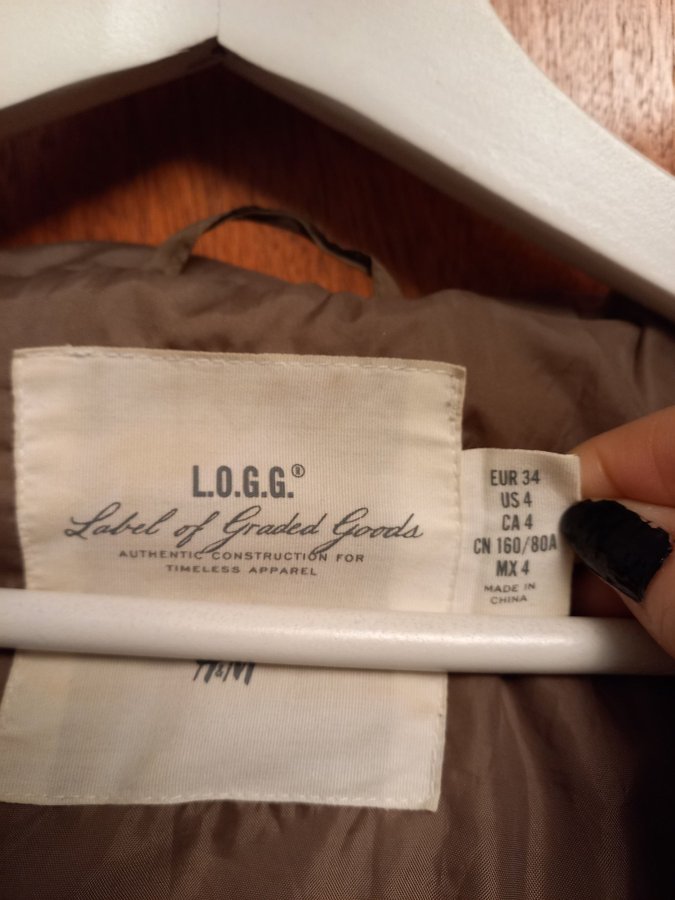 L.O.G.G.®
Label of Graded Goods
AUTHENTIC CONSTRUCTION FOR
TIMELESS APPAREL
H&M
EUR 34
US 4
CA 4
CN 160/80A
MX 4
MADE IN
CHINA